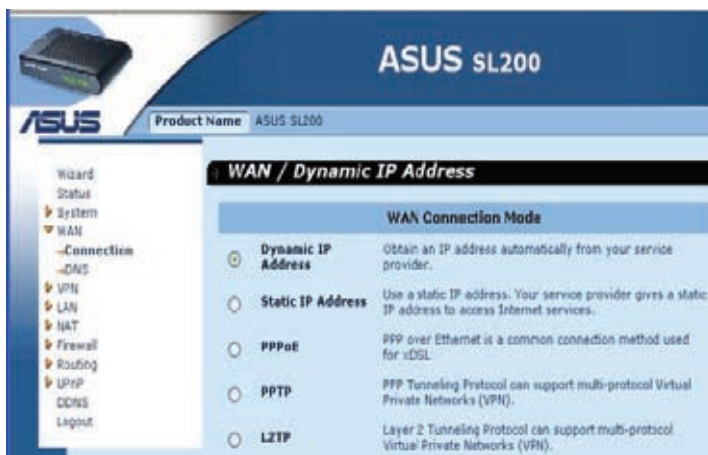 ASUS SL200
ASUS
Product Name ASUS SL200
Wizard
Status
System
WAN
Connection
DNS
VPN
LAN
NAT
Firewall
Routing
UPnP
DDNS
Logout
WAN / Dynamic IP Address
WAN Connection Mode
Dynamic IP Address
Obtain an IP address automatically from your service
provider.
Static IP Address
Use a static IP address. Your service provider gives a static
IP address to access Internet services.
PPPoE
PPP over Ethernet is a common connection method used
for xDSL
PPTP
PPP Tunneling Protocol can support multi-protocol Virtual
Private Networks (VPN).
L2TP
Layer 2 Tunneling Protocol can support multi-protocol
Virtual Private Networks (VPN).